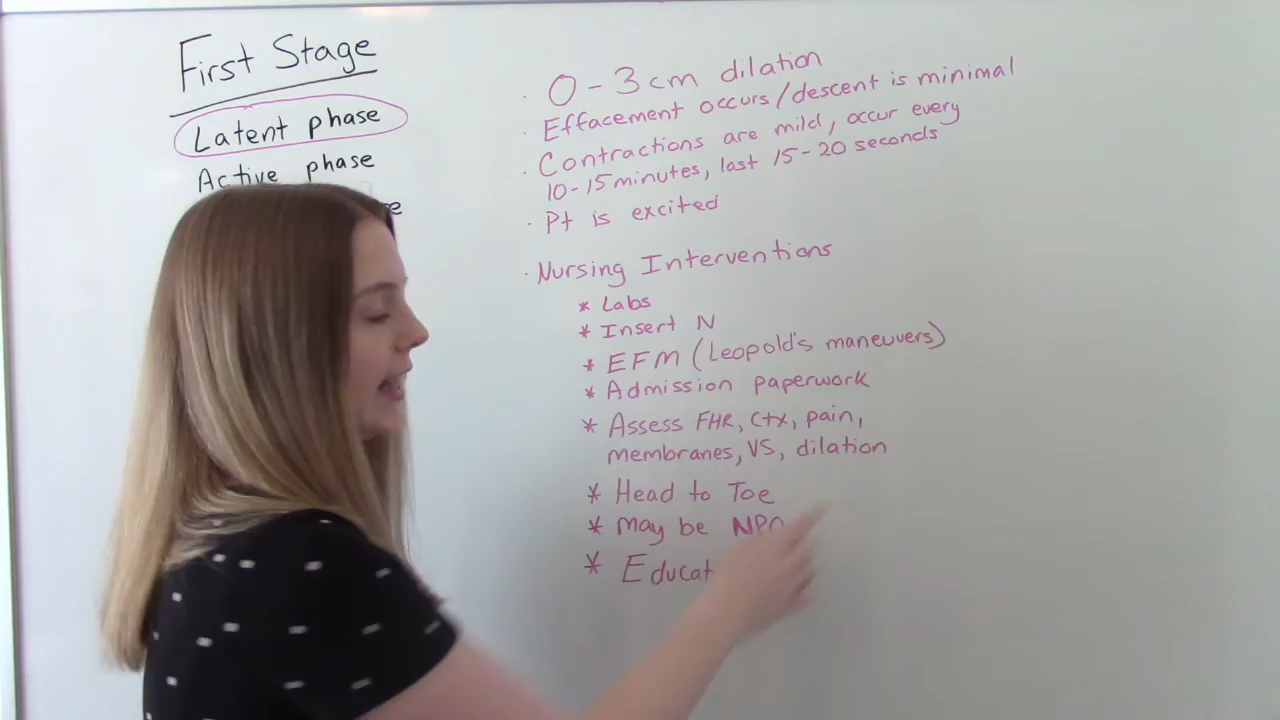 First Stage
Latent phase
Active phase
· 0-3cm dilation
· Effacement occurs/descent is minimal
· Contractions are mild, occur every
10-15 minutes, last 15-20 seconds
· Pt is excited
· Nursing Interventions
* Labs
* Insert IV
* EFM (Leopold's maneuvers)
* Admission paperwork
* Assess FHR, Ctx, pain,
membranes, VS, dilation
* Head to Toe
* may be NPO